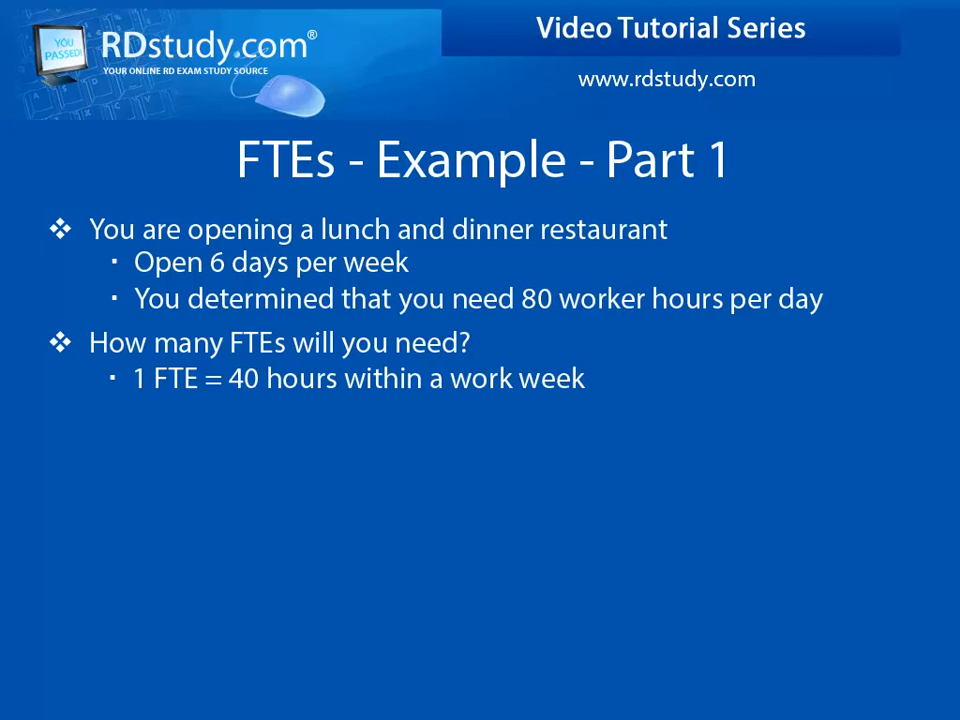 YOU
PASSED!
RDstudy.com®
YOUR ONLINE RD EXAM STUDY SOURCE
Video Tutorial Series
www.rdstudy.com
FTEs - Example - Part 1
❖ You are opening a lunch and dinner restaurant
▪ Open 6 days per week
▪ You determined that you need 80 worker hours per day
❖ How many FTEs will you need?
▪ 1 FTE = 40 hours within a work week